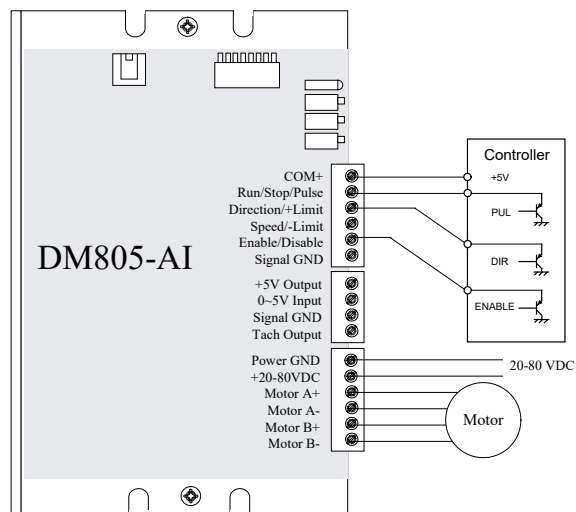 DM805-AI
COM+
Run/Stop/Pulse
Direction/+Limit
Speed/-Limit
Enable/Disable
Signal GND
+5V Output
0~5V Input
Signal GND
Tach Output
Power GND
+20-80VDC
Motor A+
Motor A-
Motor B+
Motor B-
Controller
+5V
PUL
DIR
ENABLE
20-80 VDC
Motor